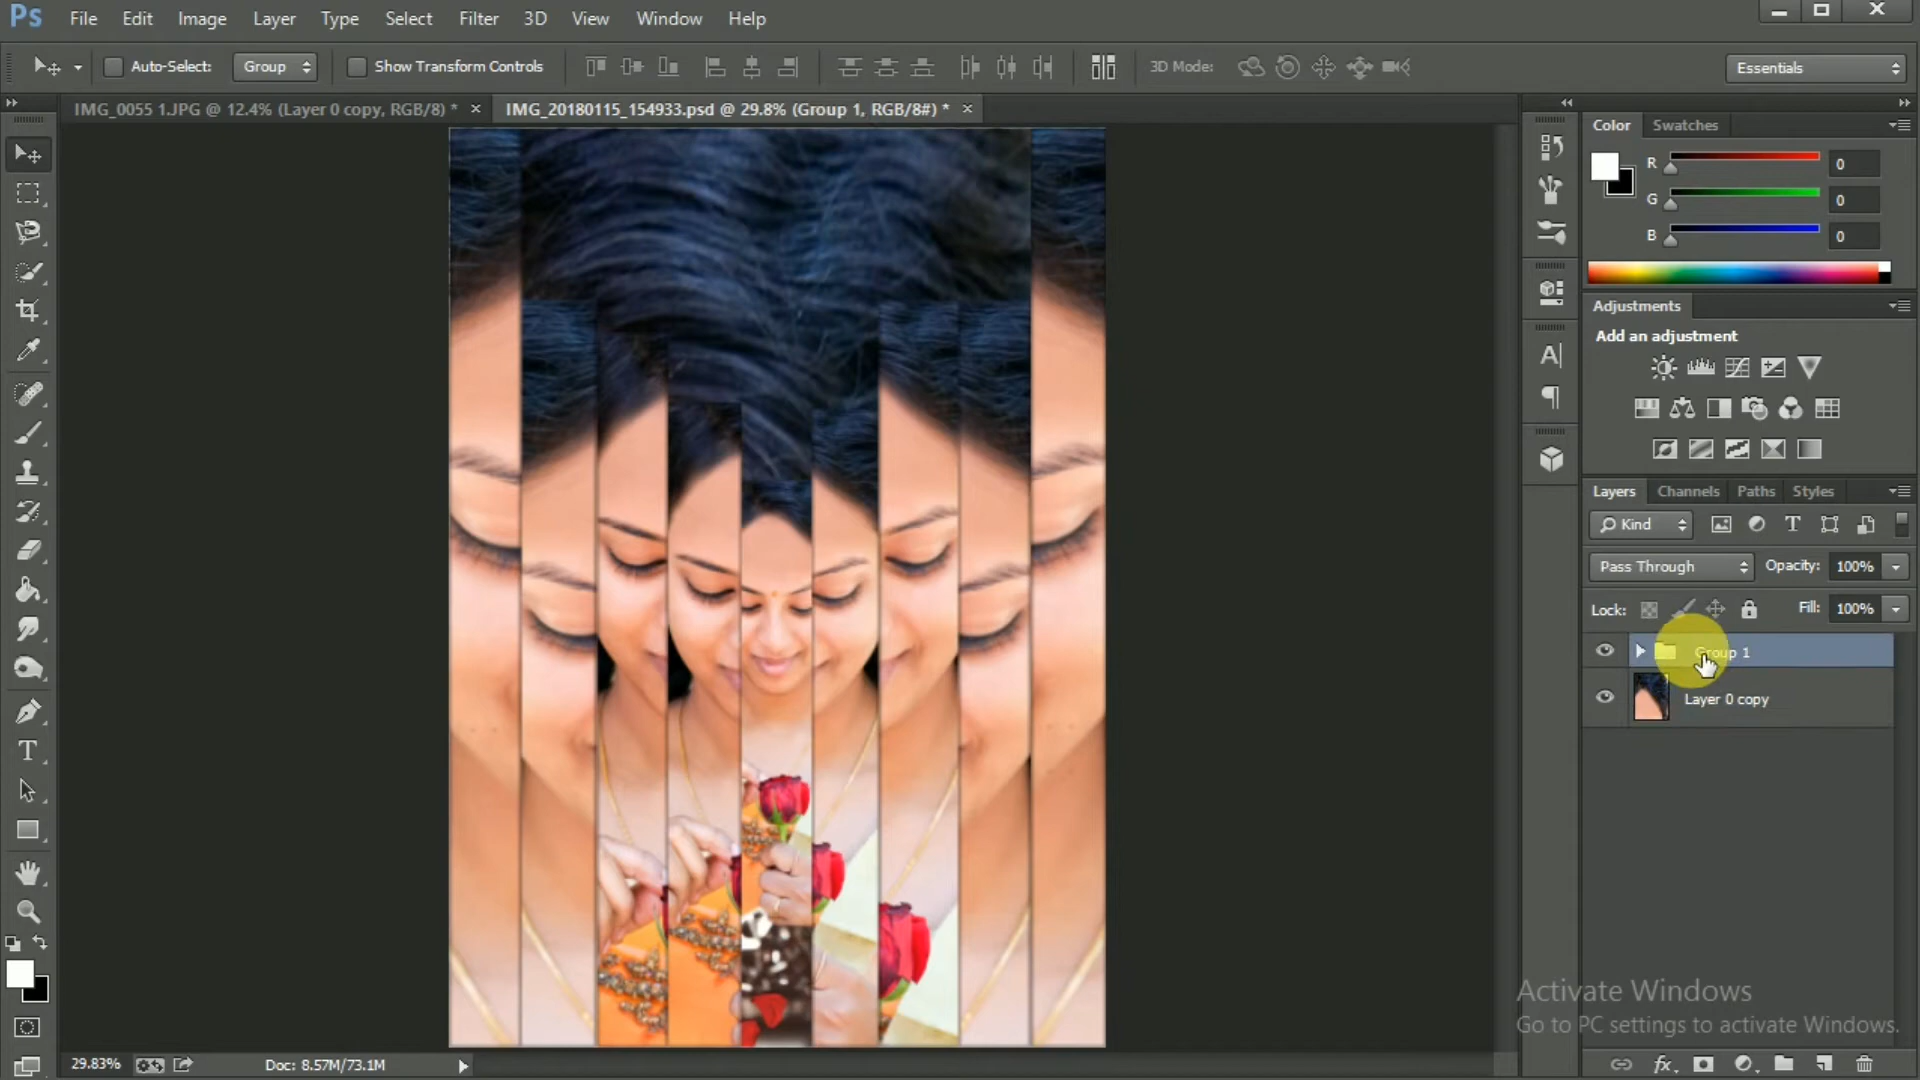 Ps File Edit Image Layer Type Select Filter 3D View Window Help
Auto-Select: Group Show Transform Controls 3D Mode: Essentials
IMG_0055 1.JPG @ 12.4% (Layer 0 copy, RGB/8) * × IMG_20180115_154933.psd @ 29.8% (Group 1, RGB/8#) * ×
Color Swatches
R 0
G 0
B 0
Adjustments
Add an adjustment
Layers Channels Paths Styles
Kind
Pass Through Opacity: 100%
Lock: Fill: 100%
Group 1
Layer 0 copy
Activate Windows
Go to PC settings to activate Windows.
29.83% Doc: 8.57M/73.1M